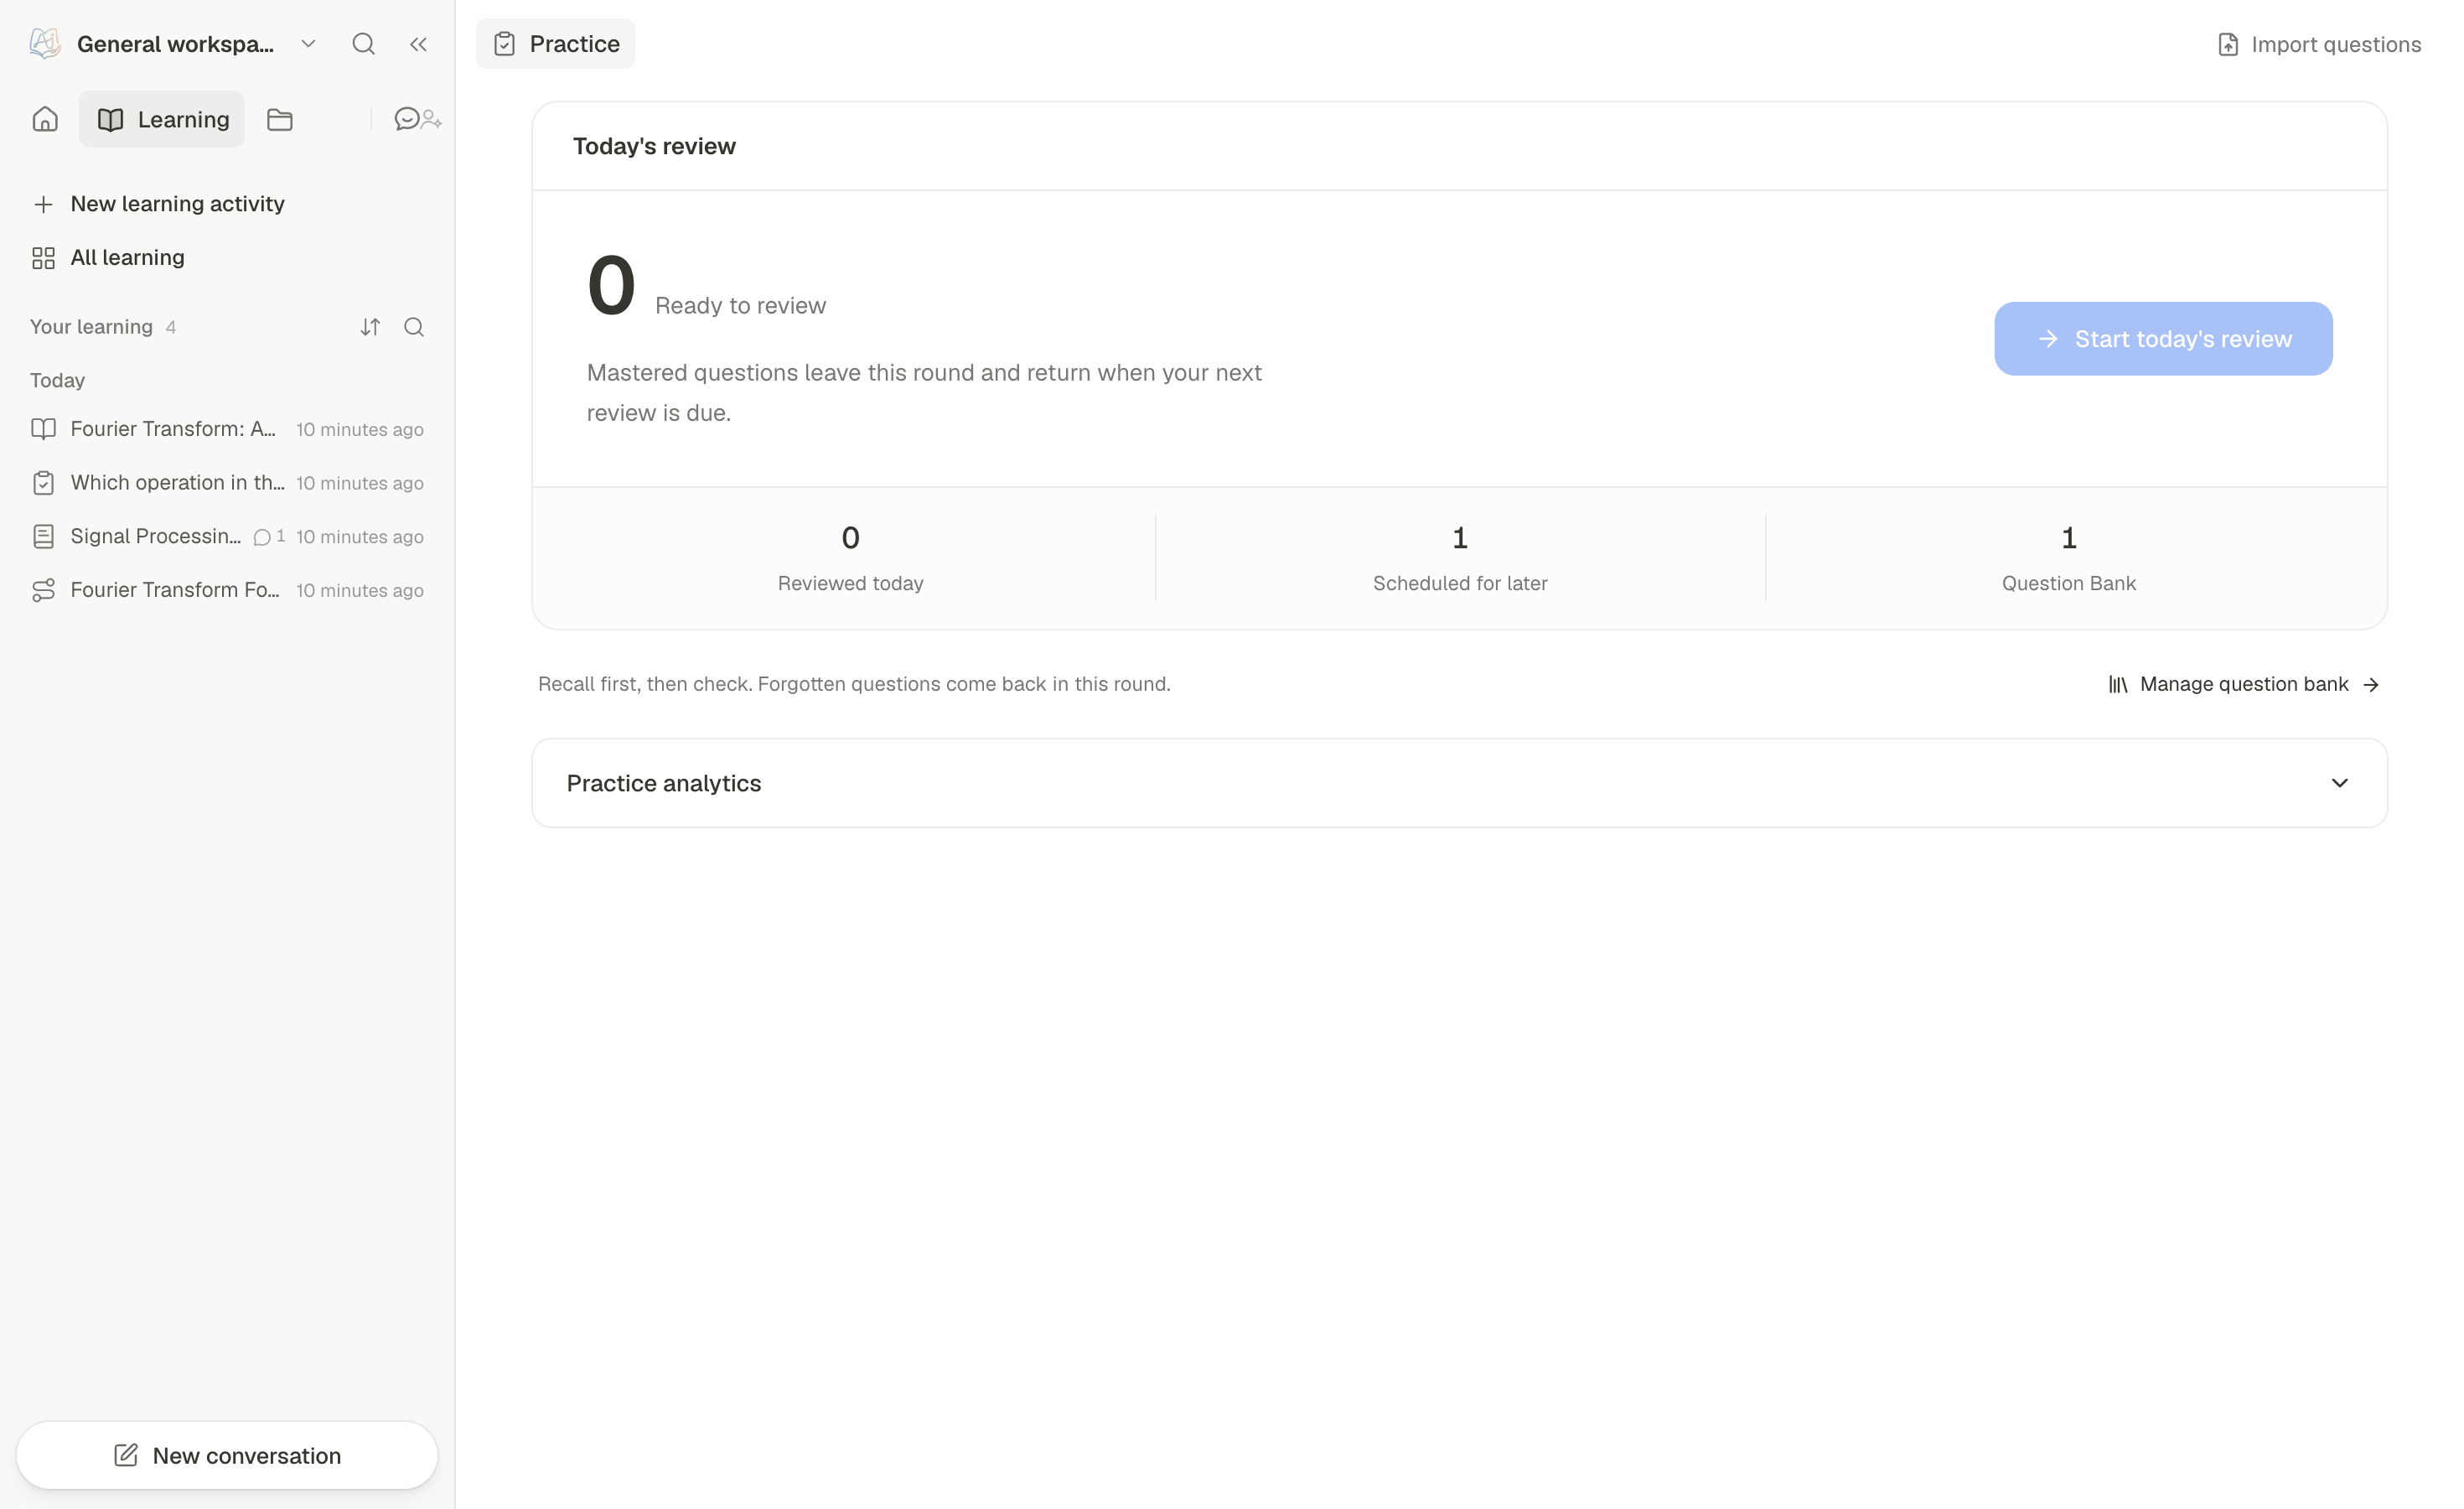 General workspa...
Learning
New learning activity
All learning
Your learning 4
Today
Fourier Transform: A... 10 minutes ago
Which operation in th... 10 minutes ago
Signal Processin... 1 10 minutes ago
Fourier Transform Fo... 10 minutes ago
New conversation
Practice
Import questions
Today's review
0 Ready to review
Mastered questions leave this round and return when your next
review is due.
Start today's review
0
Reviewed today
1
Scheduled for later
1
Question Bank
Recall first, then check. Forgotten questions come back in this round.
Manage question bank
Practice analytics